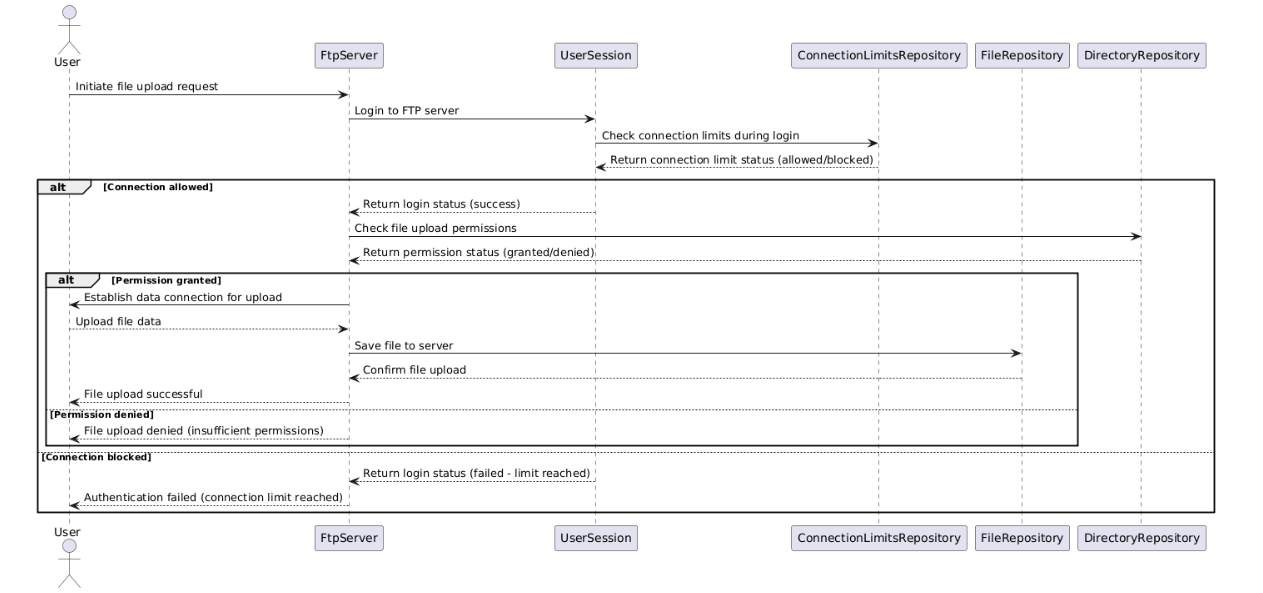 User
FtpServer
UserSession
ConnectionLimitsRepository
FileRepository
DirectoryRepository
Initiate file upload request
Login to FTP server
Check connection limits during login
Return connection limit status (allowed/blocked)
alt
[Connection allowed]
Return login status (success)
Check file upload permissions
Return permission status (granted/denied)
alt
[Permission granted]
Establish data connection for upload
Upload file data
Save file to server
Confirm file upload
File upload successful
[Permission denied]
File upload denied (insufficient permissions)
[Connection blocked]
Return login status (failed - limit reached)
Authentication failed (connection limit reached)
User
FtpServer
UserSession
ConnectionLimitsRepository
FileRepository
DirectoryRepository